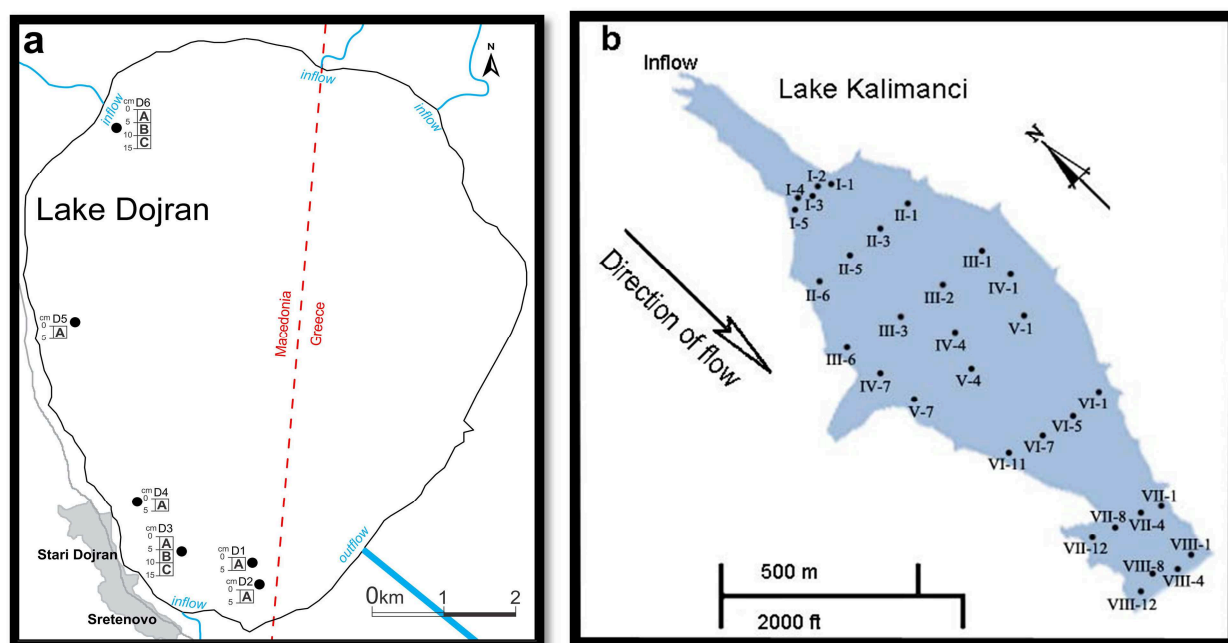 a
N
inflow
inflow
inflow
cm D6
0
A
5
B
10
C
15
Lake Dojran
cm D5
0
A
5
Macedonia
Greece
cm D4
0
A
5
cm D3
0
A
5
B
10
C
15
cm D1
0
A
5
cm D2
0
A
5
Stari Dojran
Sretenovo
inflow
outflow
0km 1 2
b
Inflow
Lake Kalimanci
N
I-2
I-1
I-4
I-3
I-5
II-1
II-3
II-5
II-6
III-1
III-2
IV-1
III-3
V-1
IV-4
III-6
IV-7
V-4
V-7
VI-1
VI-5
VI-7
VI-11
VII-1
VII-4
VII-8
VII-12
VIII-1
VIII-8
VIII-4
VIII-12
Direction of flow
500 m
2000 ft